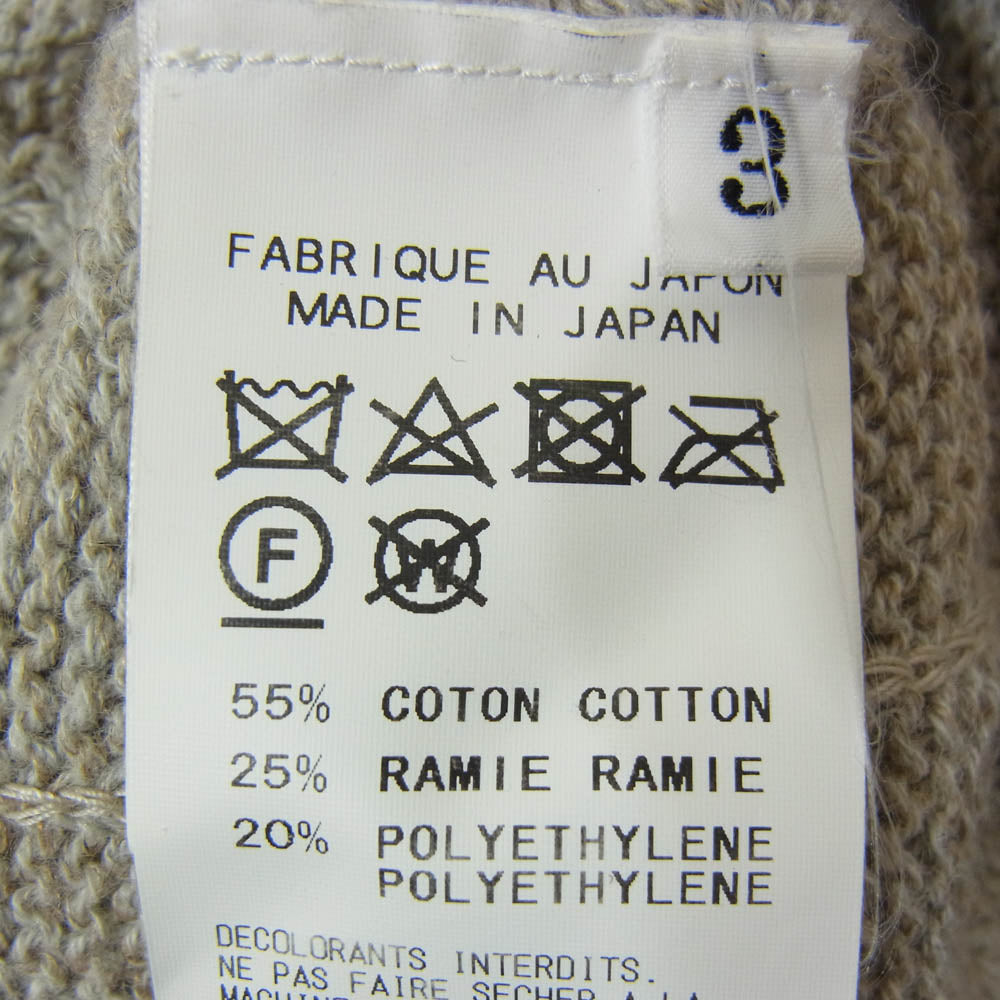 3
FABRIQUE AU JAPON
MADE IN JAPAN
F
W
55% COTON COTTON
25% RAMIE RAMIE
20% POLYETHYLENE
POLYETHYLENE
DECOLORANTS INTERDITS.
NE PAS FAIRE SECHER A LA